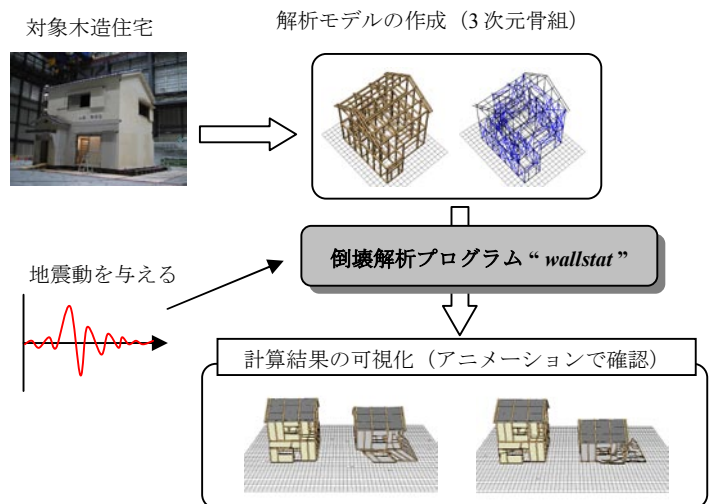 対象木造住宅
解析モデルの作成（3 次元骨組）
倒壊解析プログラム “ wallstat ”
地震動を与える
計算結果の可視化（アニメーションで確認）